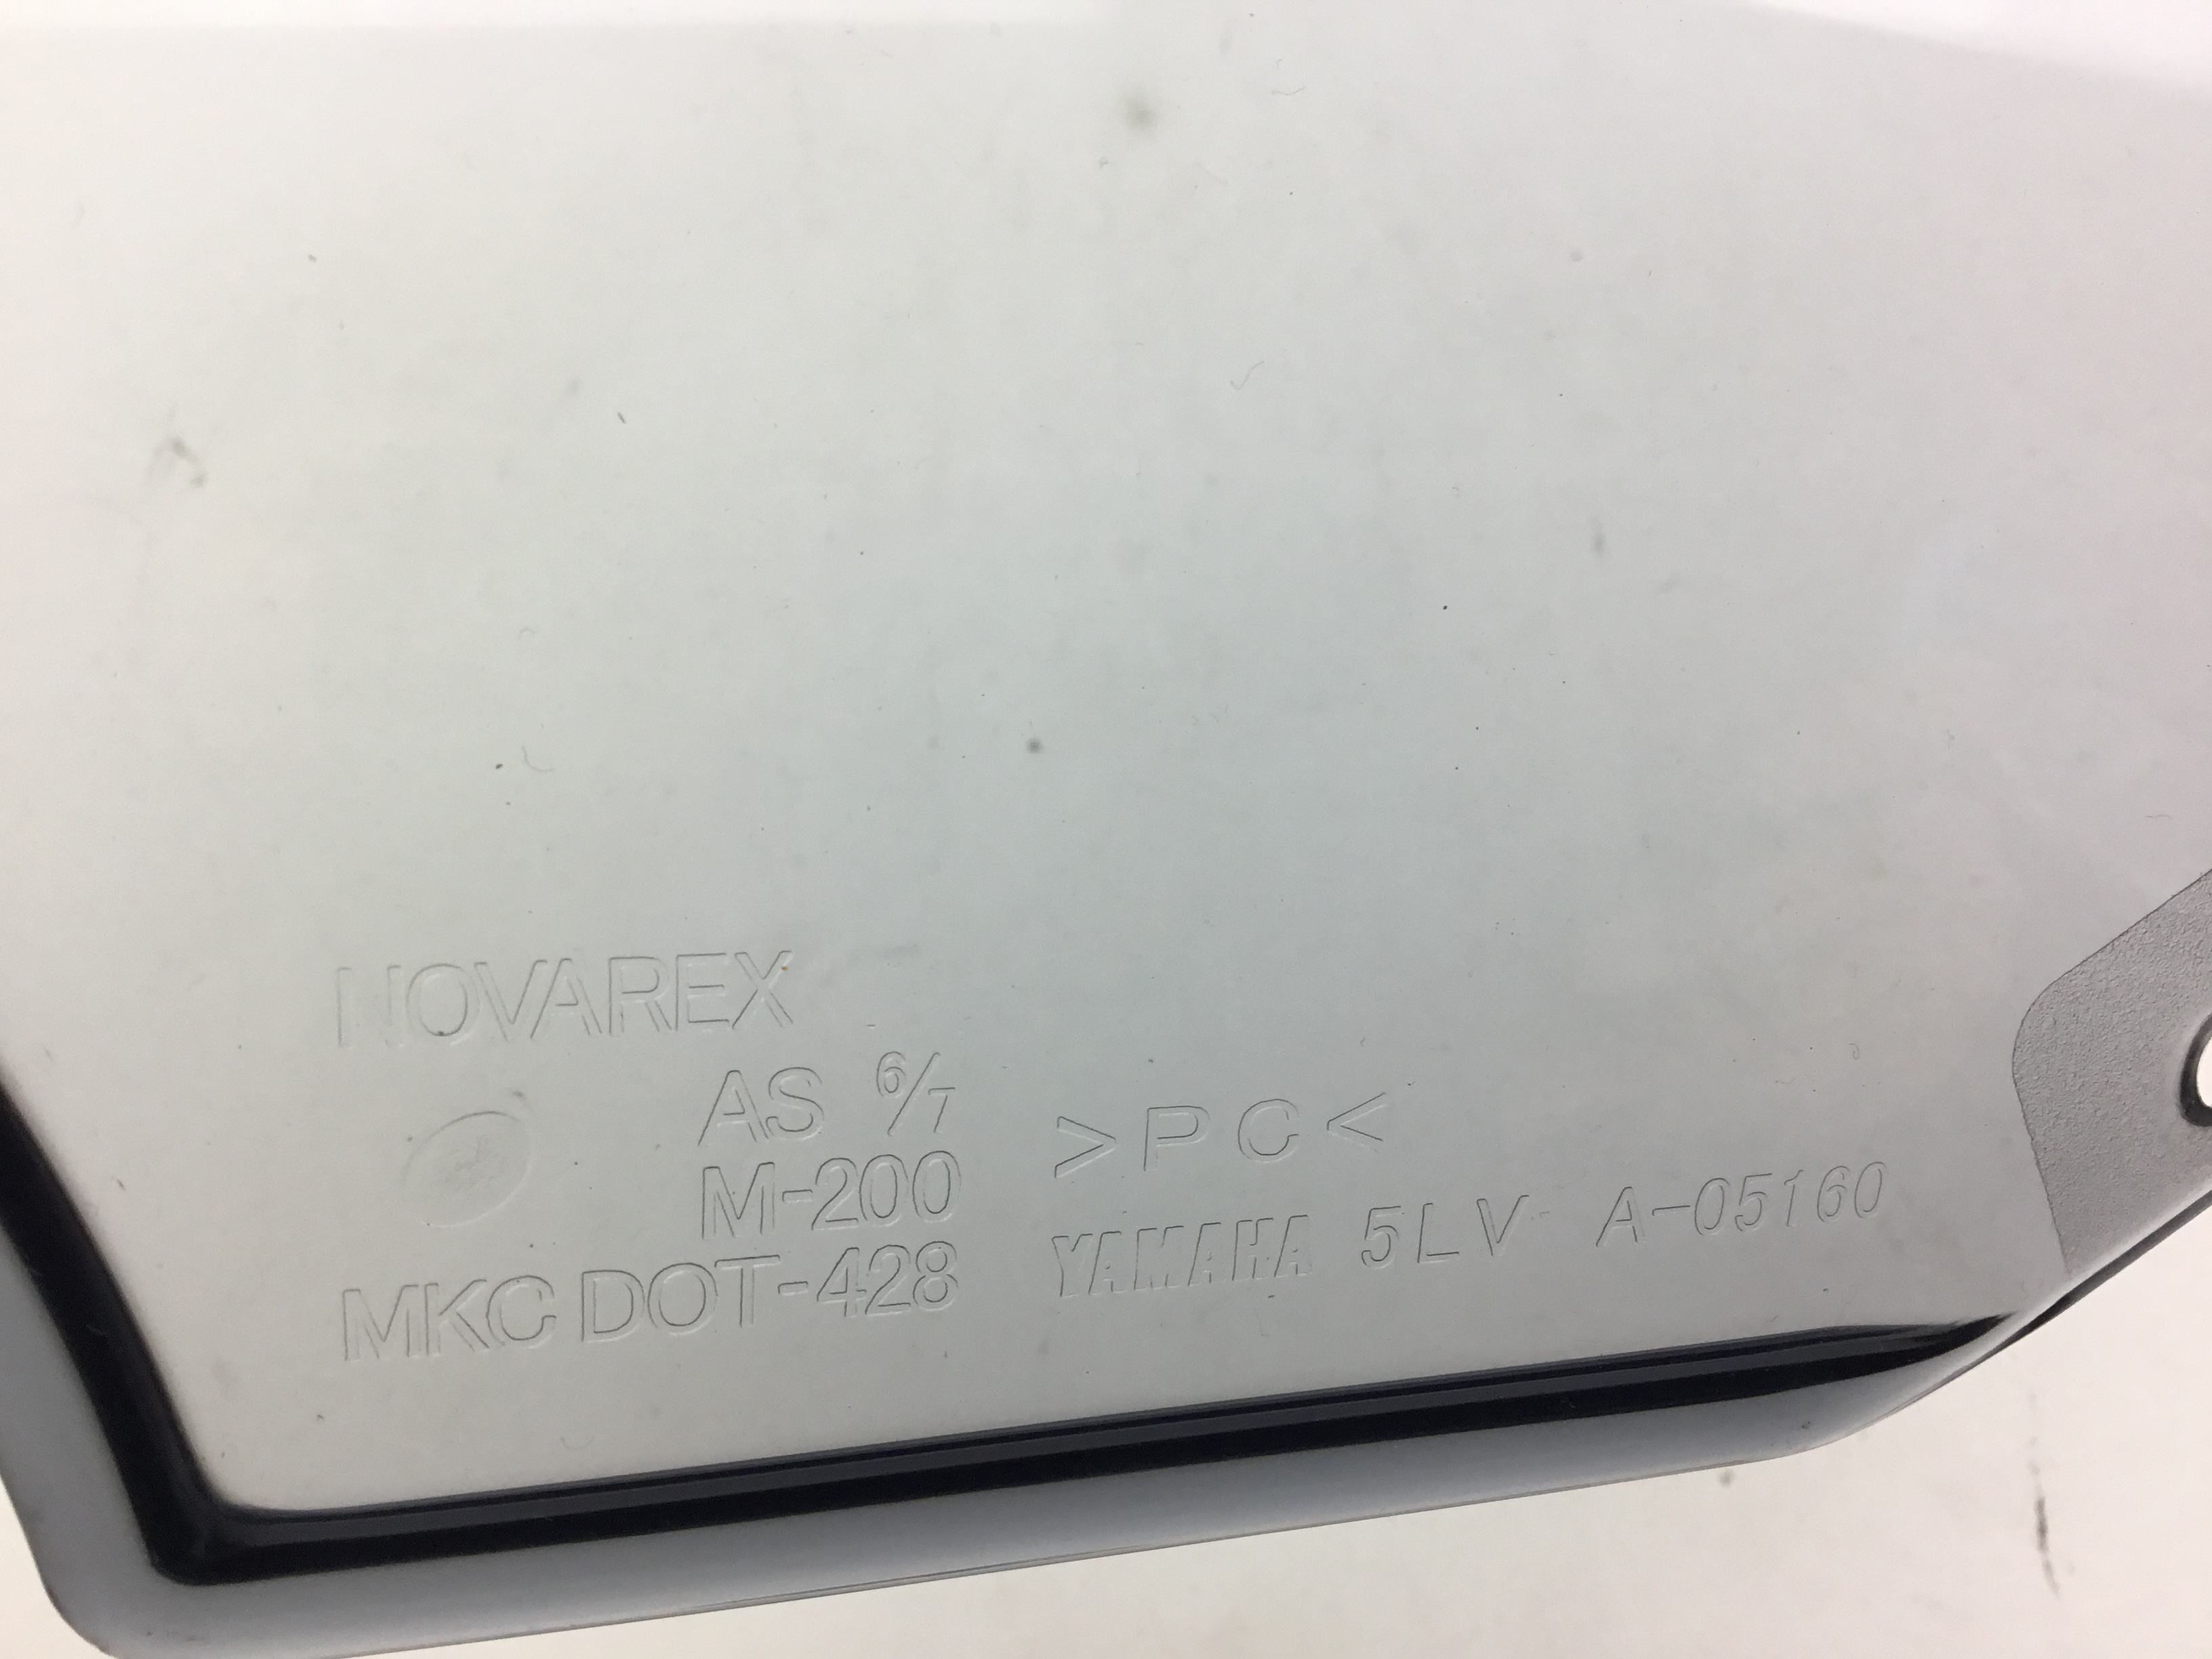 NOVAREX
AS 6/7
M-200
MKC DOT-428
>PC<
YAMAHA 5LV A-05160